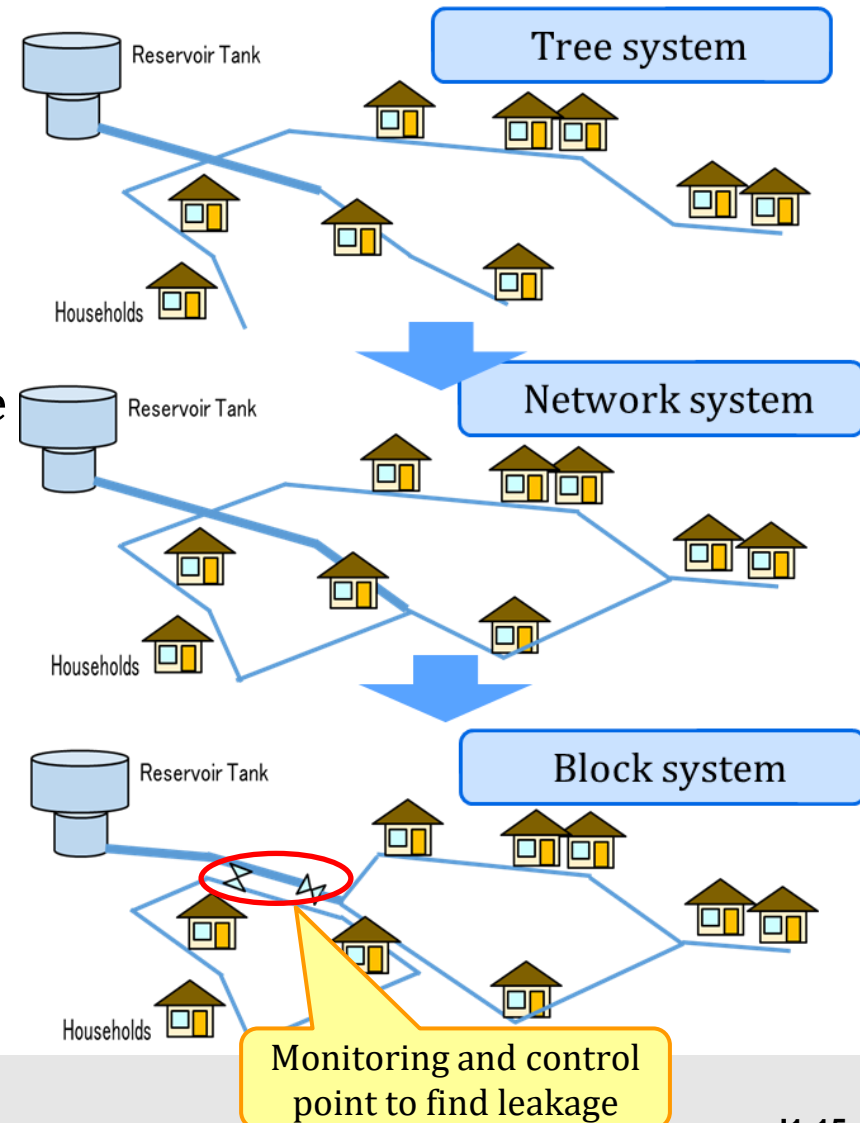 Reservoir Tank
Tree system
Households
e
Reservoir Tank
Network system
Households
Reservoir Tank
Block system
Households
Monitoring and control
point to find leakage